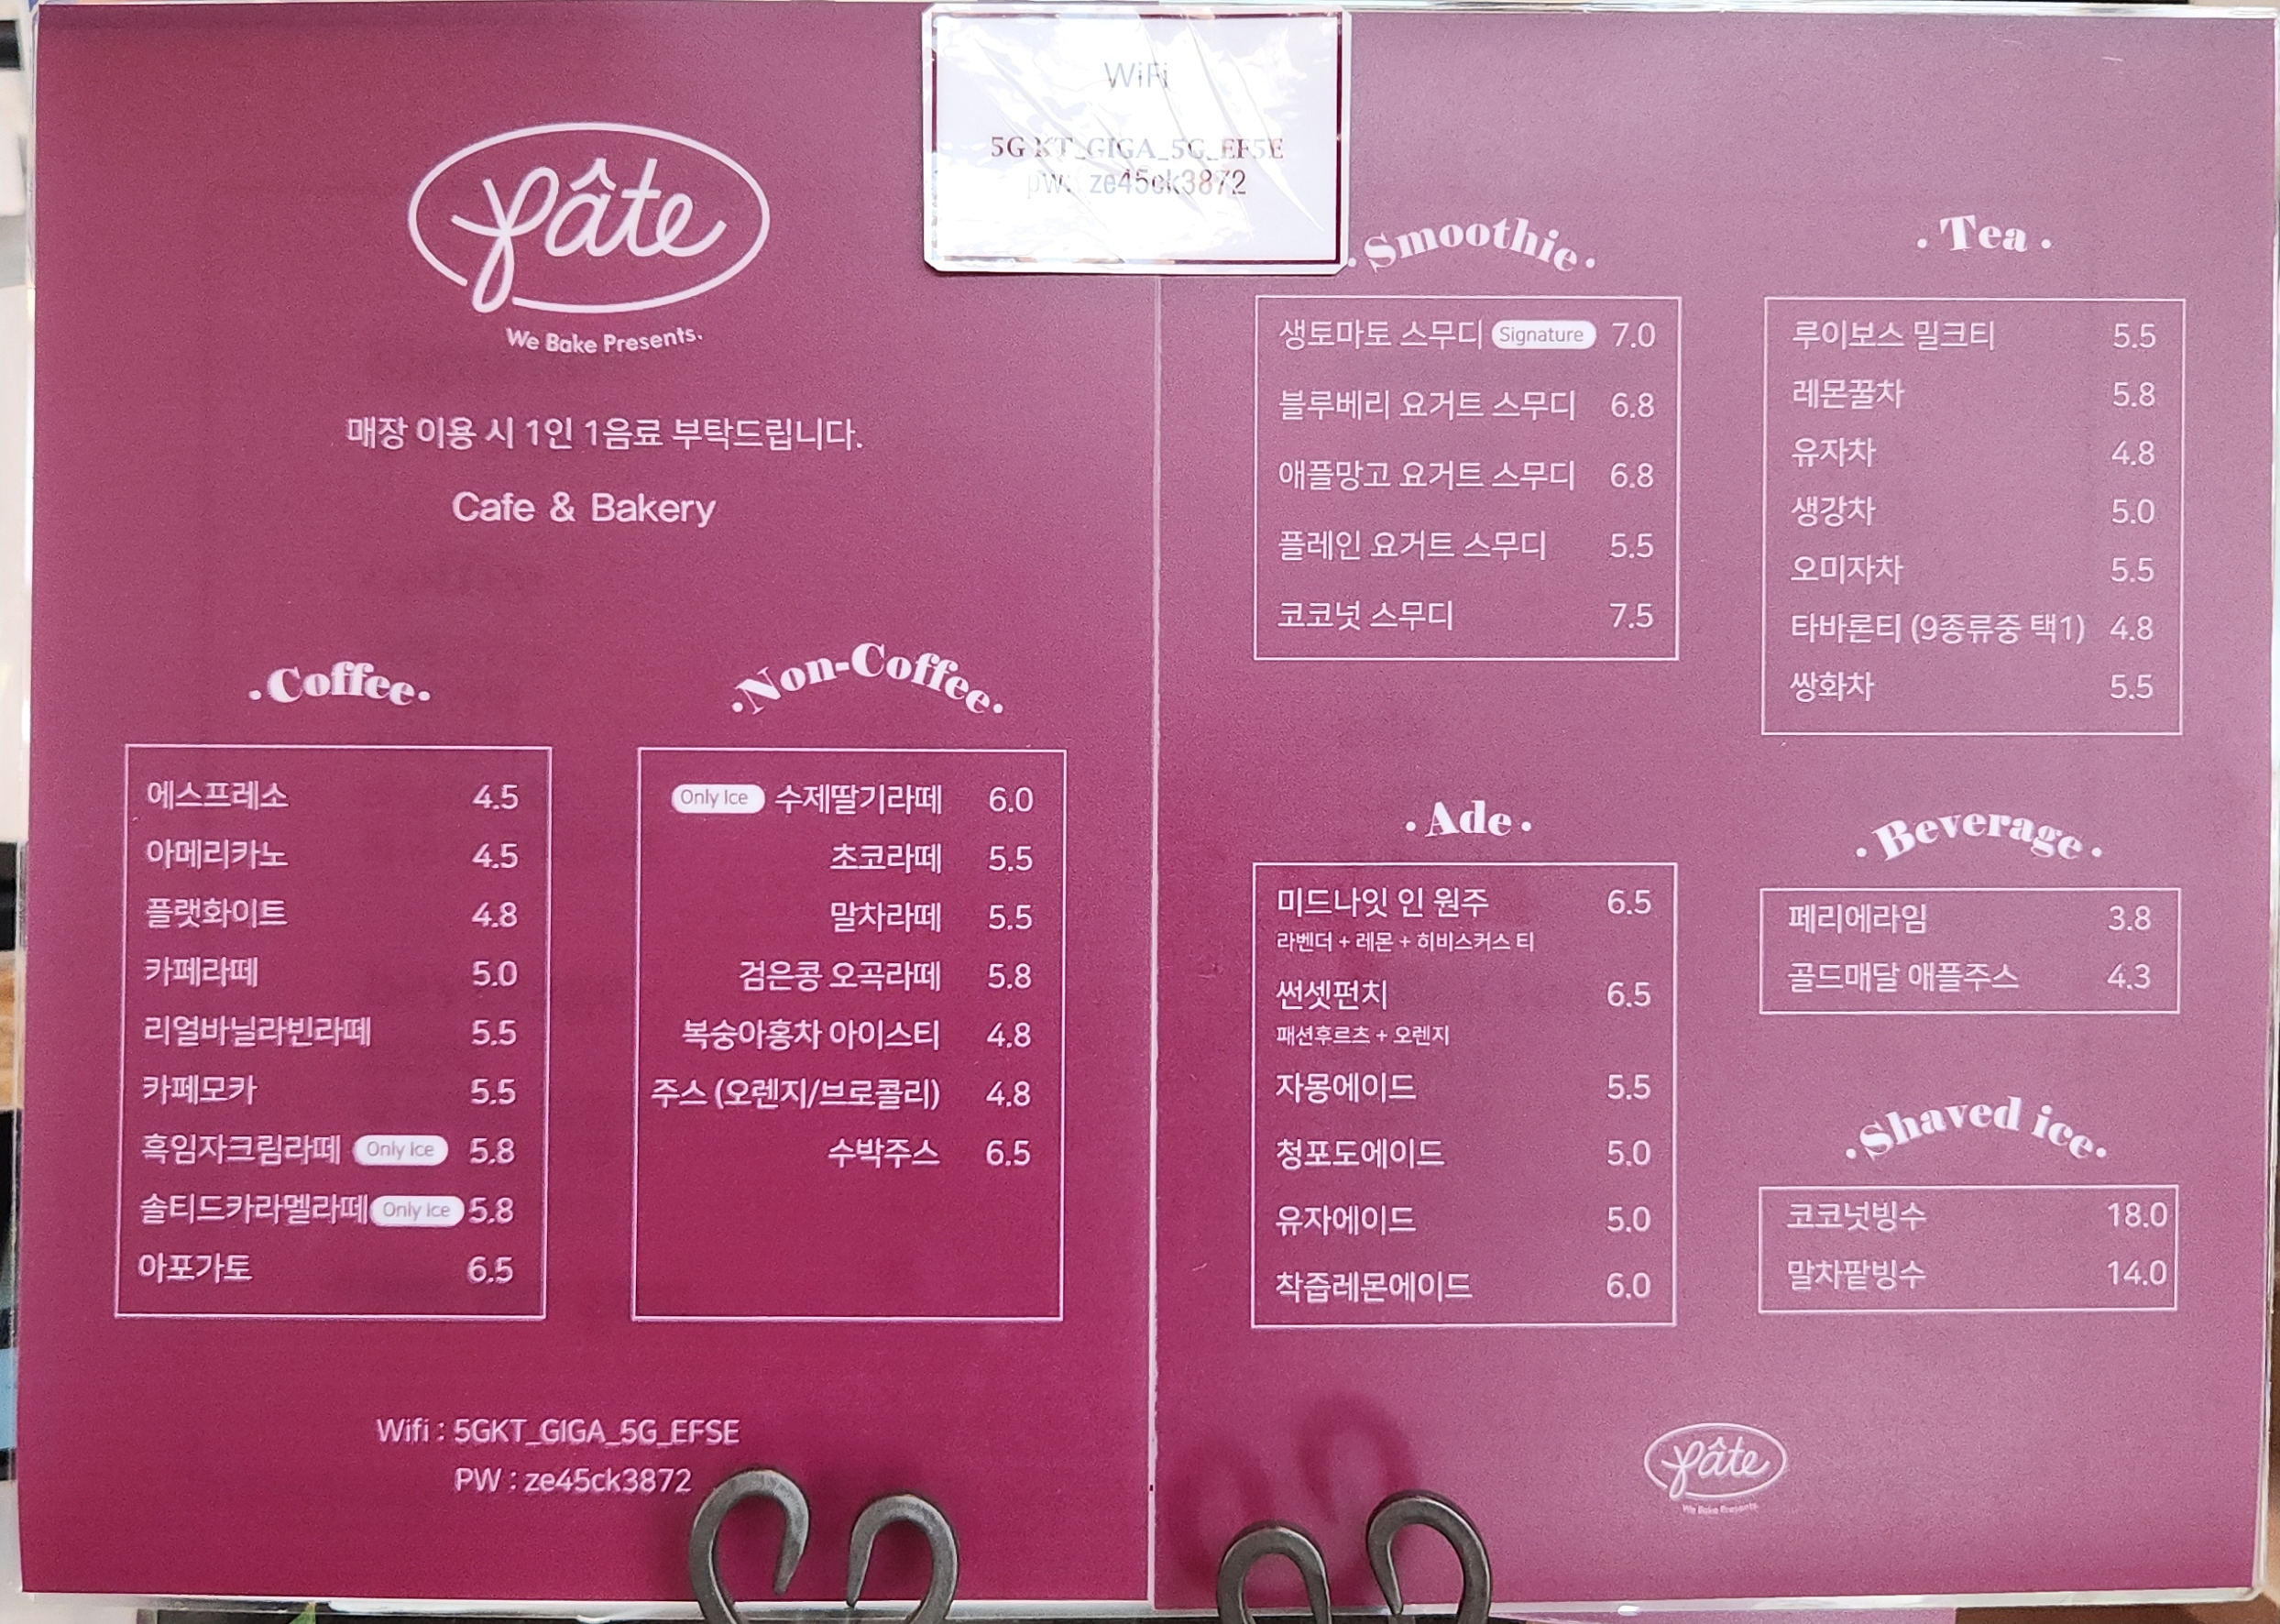 WiFi
5G KT_GIGA_5G_EF5E
pw: ze45ck3872
pâte
We Bake Presents.
매장 이용 시 1인 1음료 부탁드립니다.
Cafe & Bakery
· Coffee ·
에스프레소 4.5
아메리카노 4.5
플랫화이트 4.8
카페라떼 5.0
리얼바닐라빈라떼 5.5
카페모카 5.5
흑임자크림라떼 Only Ice 5.8
솔티드카라멜라떼 Only Ice 5.8
아포가토 6.5
· Non-Coffee ·
Only Ice 수제딸기라떼 6.0
초코라떼 5.5
말차라떼 5.5
검은콩 오곡라떼 5.8
복숭아홍차 아이스티 4.8
주스 (오렌지/브로콜리) 4.8
수박주스 6.5
Wifi : 5GKT_GIGA_5G_EFSE
PW : ze45ck3872
· Smoothie ·
생토마토 스무디 Signature 7.0
블루베리 요거트 스무디 6.8
애플망고 요거트 스무디 6.8
플레인 요거트 스무디 5.5
코코넛 스무디 7.5
· Ade ·
미드나잇 인 원주 6.5
라벤더 + 레몬 + 히비스커스 티
썬셋펀치 6.5
패션후르츠 + 오렌지
자몽에이드 5.5
청포도에이드 5.0
유자에이드 5.0
착즙레몬에이드 6.0
· Tea ·
루이보스 밀크티 5.5
레몬꿀차 5.8
유자차 4.8
생강차 5.0
오미자차 5.5
타바론티 (9종류중 택1) 4.8
쌍화차 5.5
· Beverage ·
페리에라임 3.8
골드매달 애플주스 4.3
· Shaved ice ·
코코넛빙수 18.0
말차팥빙수 14.0
pâte
We Bake Presents.